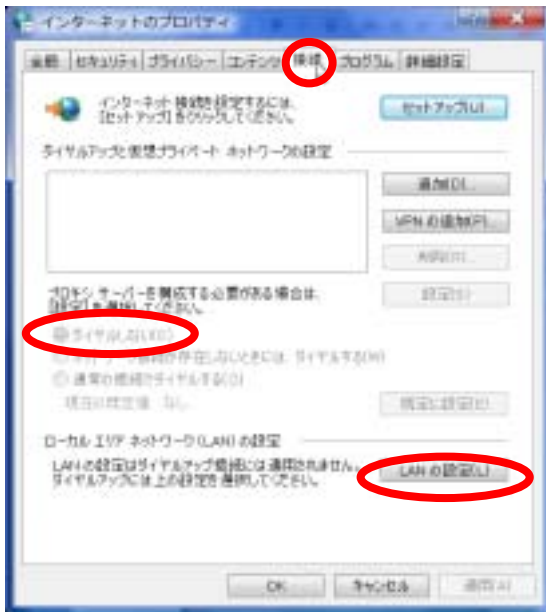 インターネットのプロパティ
全般 セキュリティ プライバシー コンテンツ 接続 プログラム 詳細設定
インターネット接続を設定するには、
[セットアップ] をクリックしてください。
セットアップ(U)
ダイヤルアップと仮想プライベート ネットワークの設定
追加(D)...
VPN の追加(P)...
削除(R)...
プロキシ サーバーを構成する必要がある場合は、
[設定] を選択してください。
設定(S)
ダイヤルしない(C)
存在しないときには、ダイヤルする(W)
通常の接続でダイヤルする(O)
現在の既定値 なし
既定に設定(E)
ローカル エリア ネットワーク (LAN) の設定
LAN の設定はダイヤルアップ接続には適用されません。
ダイヤルアップには上の設定を選択してください。
LAN の設定(L)
OK キャンセル 適用(A)